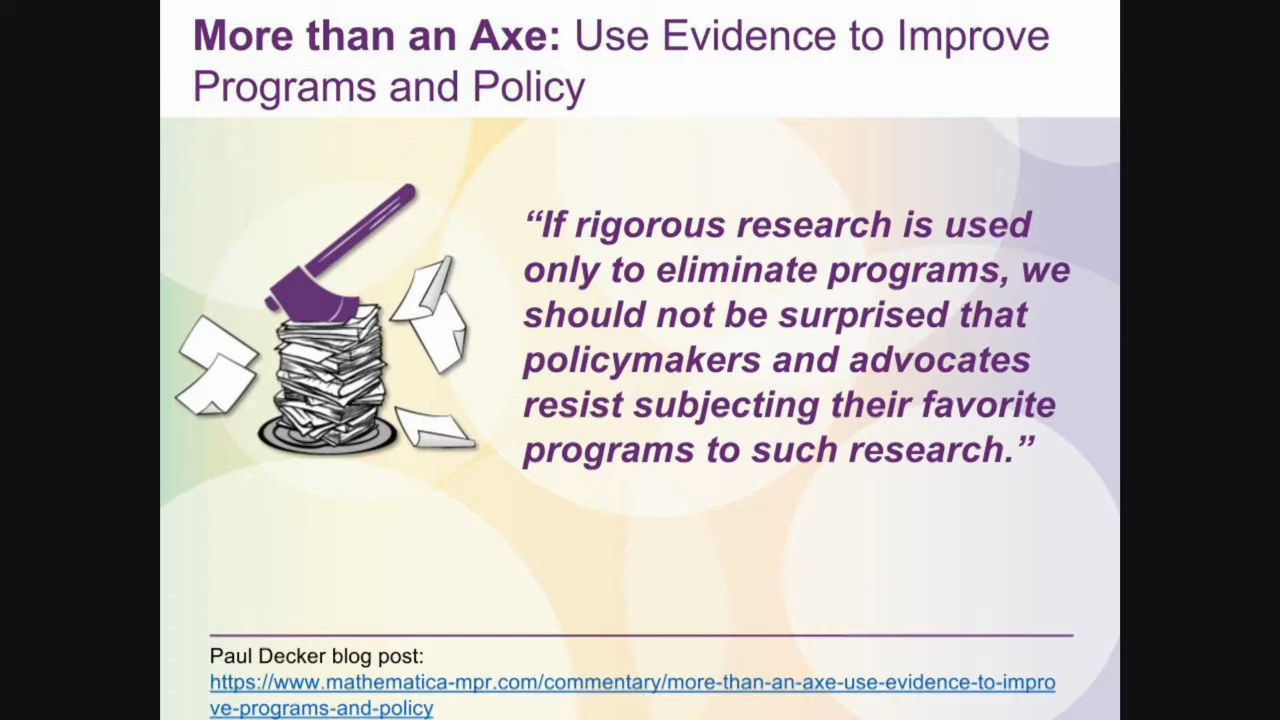 More than an Axe: Use Evidence to Improve
Programs and Policy
“If rigorous research is used
only to eliminate programs, we
should not be surprised that
policymakers and advocates
resist subjecting their favorite
programs to such research.”
Paul Decker blog post:
https://www.mathematica-mpr.com/commentary/more-than-an-axe-use-evidence-to-impro
ve-programs-and-policy